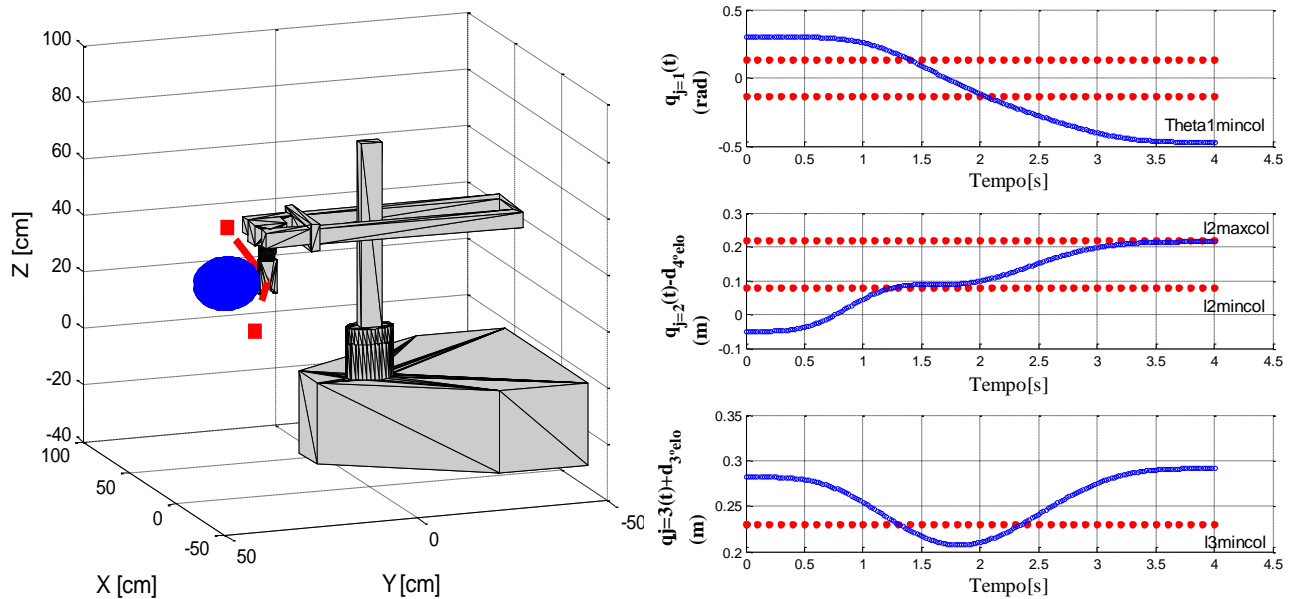 100
80
60
40
20
0
-20
-40
Z [cm]
100
50
0
-50
X [cm]
50
0
-50
Y [cm]
0.5
0
-0.5
q_{j=1}(t)
(rad)
Theta1mincol
0 0.5 1 1.5 2 2.5 3 3.5 4 4.5
Tempo[s]
0.3
0.2
0.1
0
-0.1
q_{j=2}(t)-d_{4ºelo}
(m)
l2maxcol
l2mincol
0 0.5 1 1.5 2 2.5 3 3.5 4 4.5
Tempo[s]
0.35
0.3
0.25
0.2
qj=3(t)+d_{3ºelo}
(m)
l3mincol
0 0.5 1 1.5 2 2.5 3 3.5 4 4.5
Tempo[s]